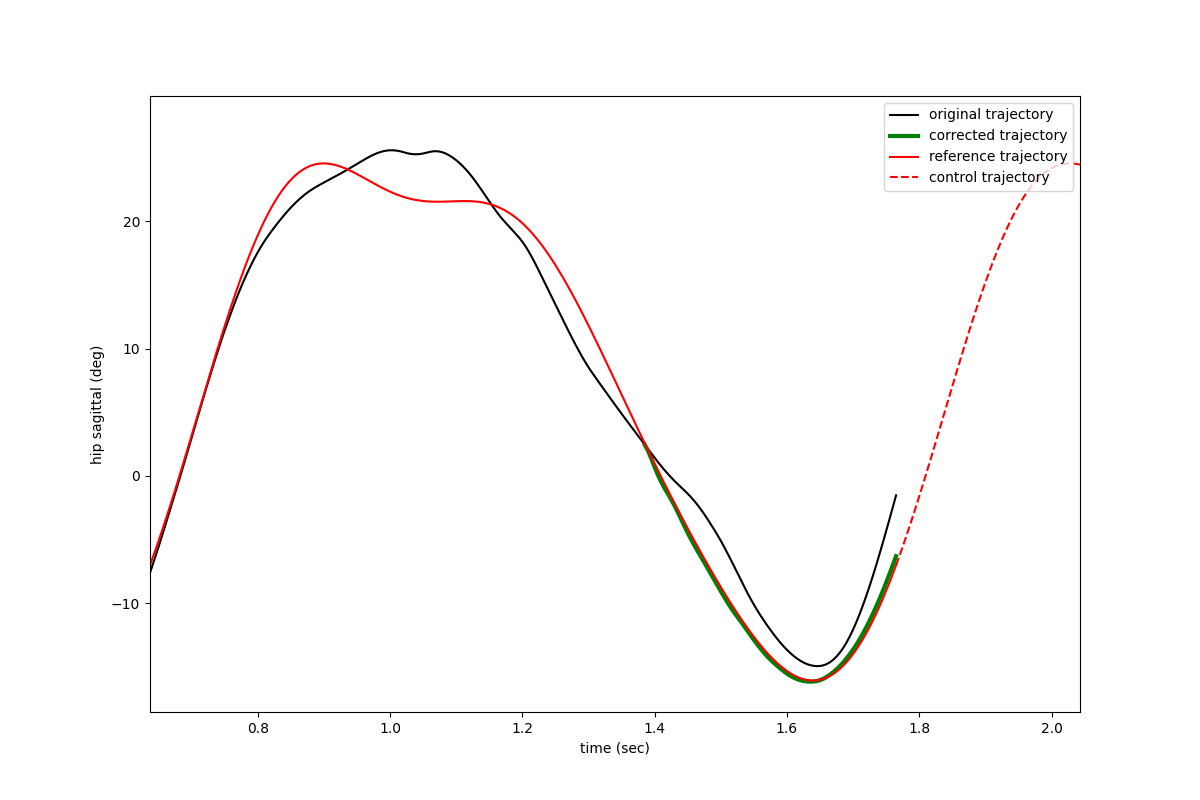 original trajectory
corrected trajectory
reference trajectory
control trajectory
20
10
0
−10
hip sagittal (deg)
0.8 1.0 1.2 1.4 1.6 1.8 2.0
time (sec)